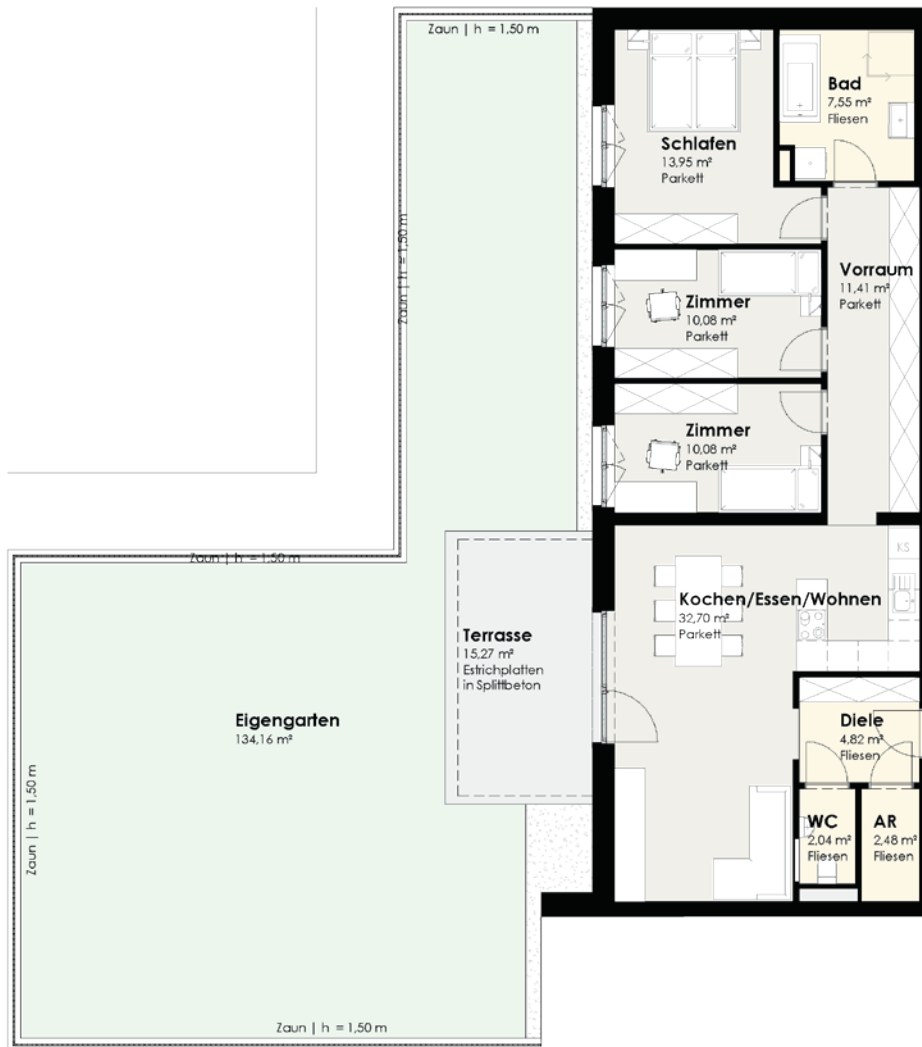 Zaun | h = 1,50 m
Bad
7,55 m²
Fliesen
Schlafen
13,95 m²
Parkett
Zaun | h = 1,50 m
Vorraum
11,41 m²
Parkett
Zimmer
10,08 m²
Parkett
Zimmer
10,08 m²
Parkett
Zaun | h = 1,50 m
KS
Kochen/Essen/Wohnen
32,70 m²
Parkett
Terrasse
15,27 m²
Estrichplatten
in Splittbeton
Eigengarten
134,16 m²
Diele
4,82 m²
Fliesen
Zaun | h = 1,50 m
WC
2,04 m²
Fliesen
AR
2,48 m²
Fliesen
Zaun | h = 1,50 m